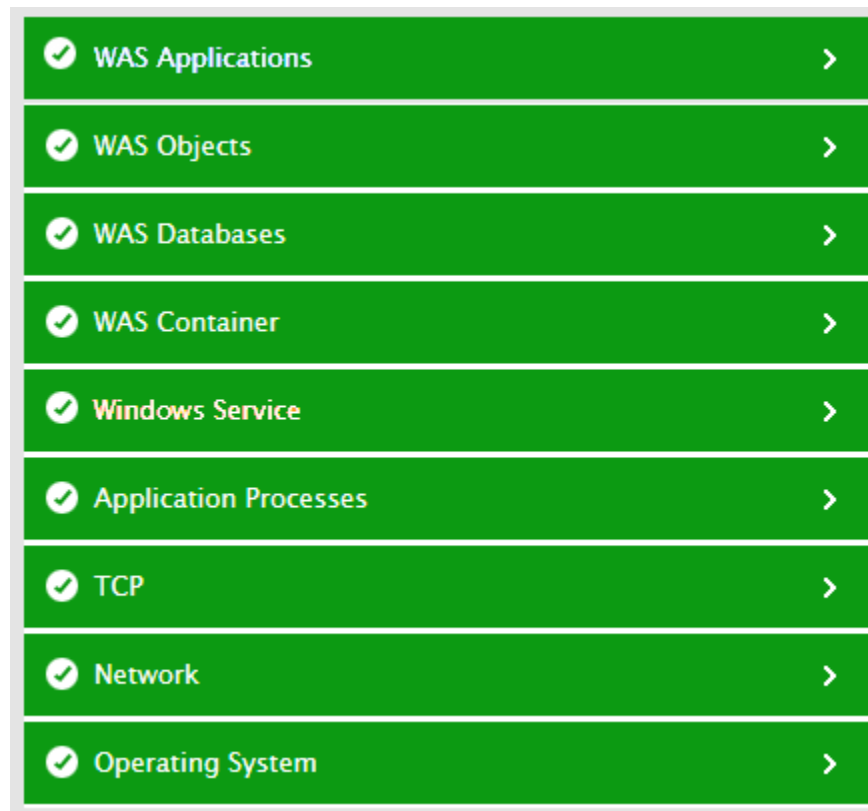 WAS Applications
WAS Objects
WAS Databases
WAS Container
Windows Service
Application Processes
TCP
Network
Operating System